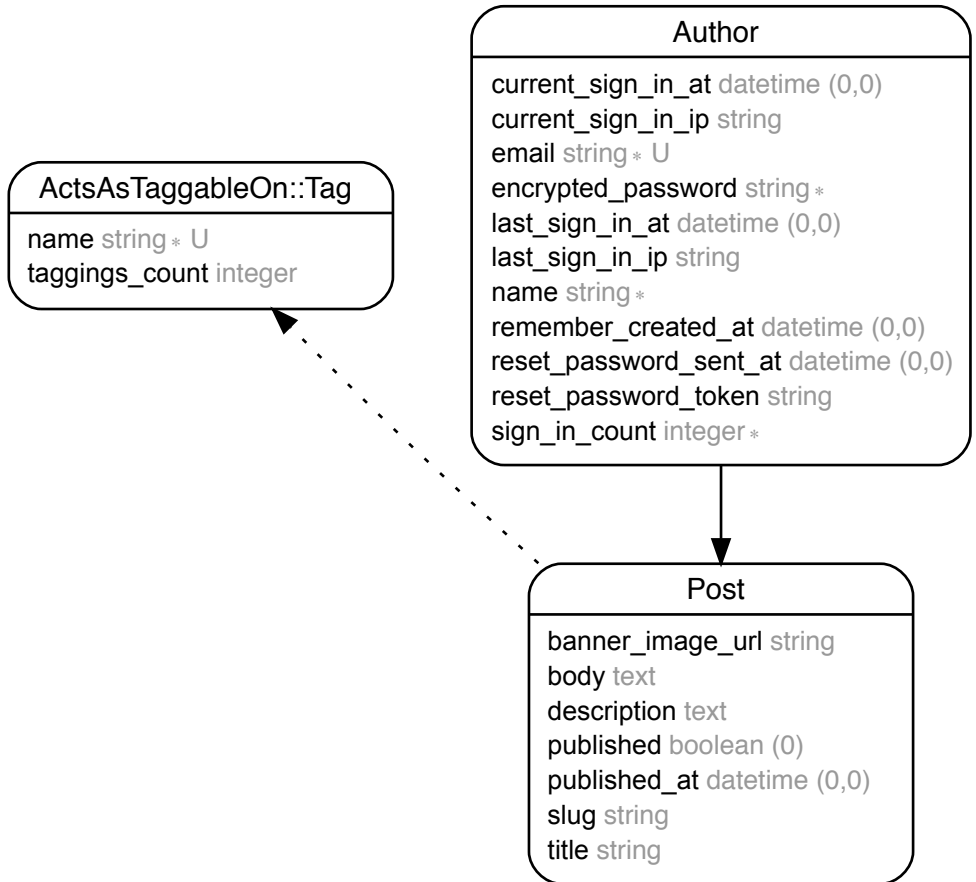 Author
current_sign_in_at datetime (0,0)
current_sign_in_ip string
email string∗ U
encrypted_password string∗
last_sign_in_at datetime (0,0)
last_sign_in_ip string
name string∗
remember_created_at datetime (0,0)
reset_password_sent_at datetime (0,0)
reset_password_token string
sign_in_count integer∗
ActsAsTaggableOn::Tag
name string∗ U
taggings_count integer
Post
banner_image_url string
body text
description text
published boolean (0)
published_at datetime (0,0)
slug string
title string